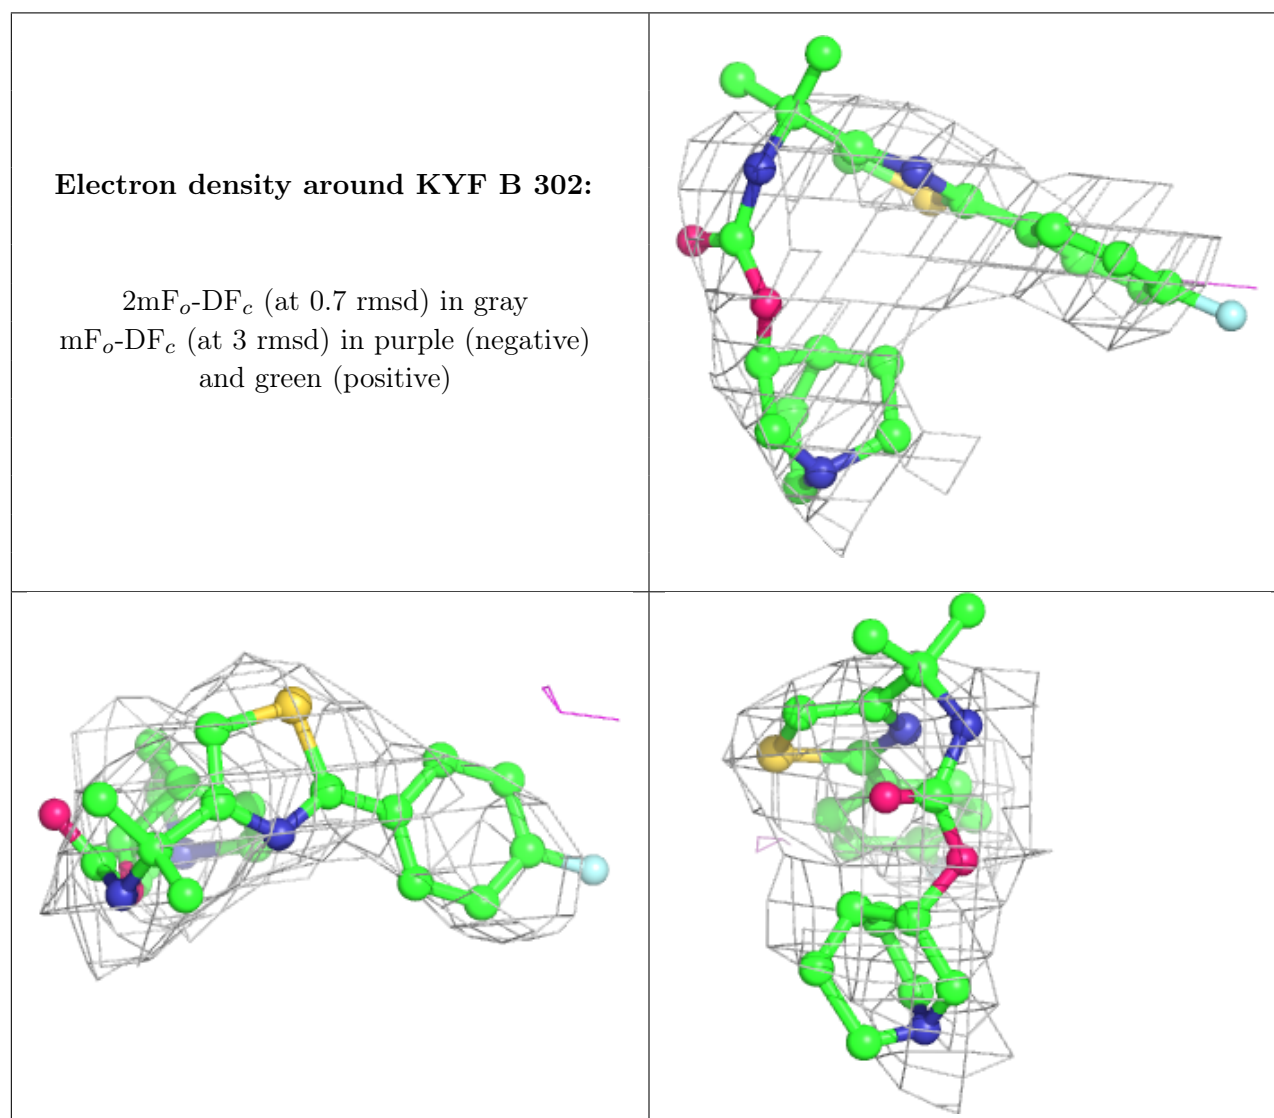 Electron density around KYF B 302:
2mFo-DFc (at 0.7 rmsd) in gray
mFo-DFc (at 3 rmsd) in purple (negative)
and green (positive)